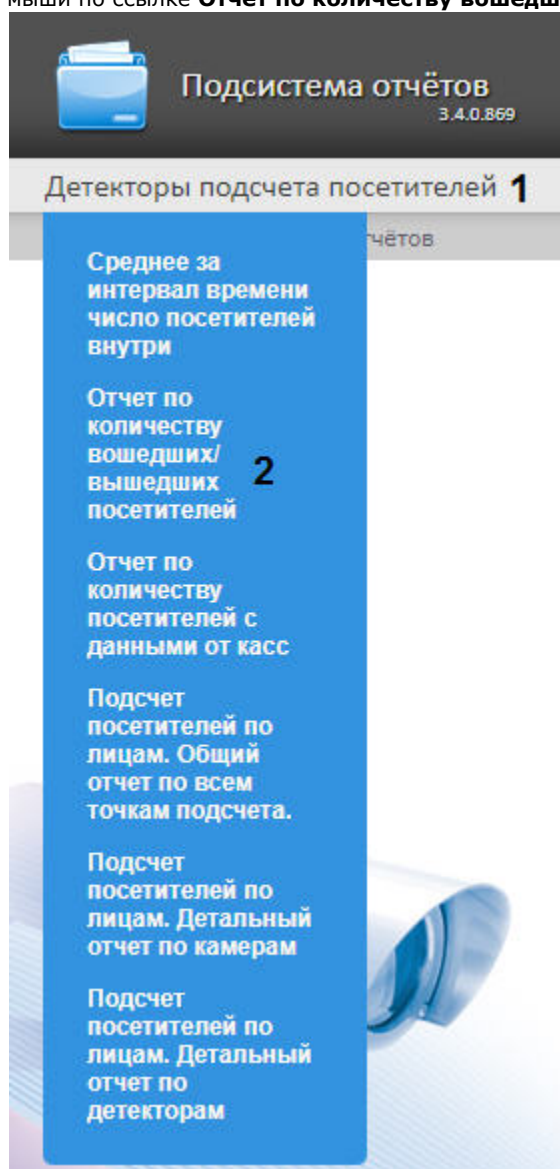 мыши по ссылке Отчет по количеству вошедш
Подсистема отчётов
3.4.0.869
Детекторы подсчета посетителей 1
чётов
Среднее за
интервал времени
число посетителей
внутри
Отчет по
количеству
вошедших/
вышедших 2
посетителей
Отчет по
количеству
посетителей с
данными от касс
Подсчет
посетителей по
лицам. Общий
отчет по всем
точкам подсчета.
Подсчет
посетителей по
лицам. Детальный
отчет по камерам
Подсчет
посетителей по
лицам. Детальный
отчет по
детекторам